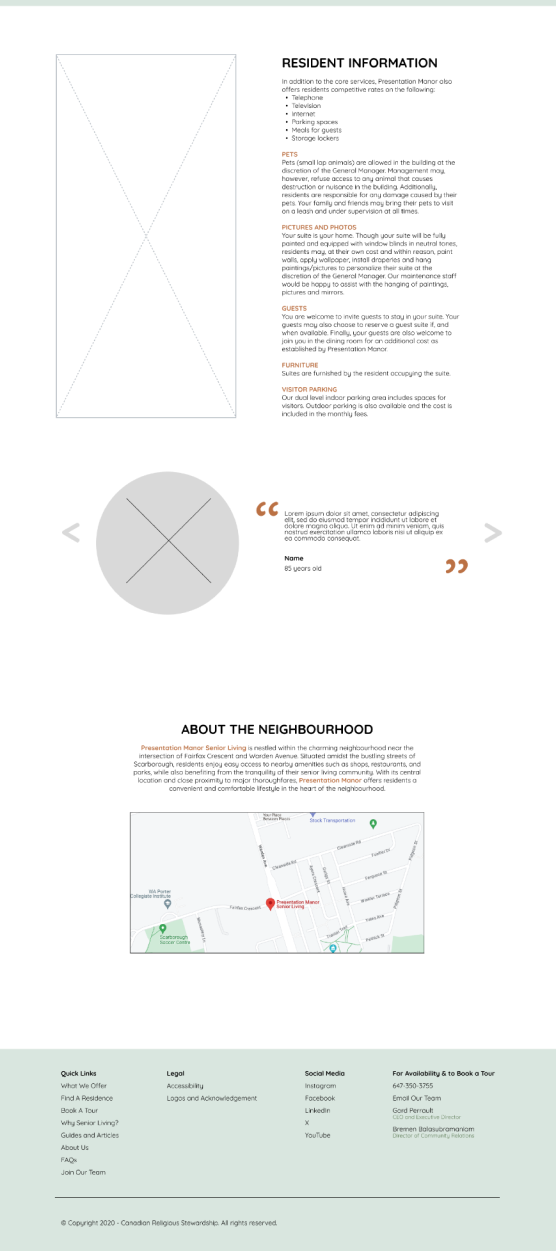 RESIDENT INFORMATION
In addition to the core services, Presentation Manor also
offers residents competitive rates on the following:
• Telephone
• Television
• Internet
• Parking spaces
• Meals for guests
• Storage lockers
PETS
Pets (small lap animals) are allowed in the building at the
discretion of the General Manager. Management may,
however, refuse access to any animal that causes
destruction or nuisance in the building. Additionally,
residents are responsible for any damage caused by their
pets. Your family and friends may bring their pets to visit
on a leash and under supervision at all times.
PICTURES AND PHOTOS
Your suite is your home. Though your suite will be fully
painted and equipped with window blinds in neutral tones,
residents may, at their own cost and within reason, paint
walls, apply wallpaper, install draperies and hang
paintings/pictures to personalize their suite at the
discretion of the General Manager. Our maintenance staff
would be happy to assist with the hanging of paintings,
pictures and mirrors.
GUESTS
You are welcome to invite guests to stay in your suite. Your
guests may also choose to reserve a guest suite if, and
when available. Finally, your guests are also welcome to
join you in the dining room for an additional cost as
established by Presentation Manor.
FURNITURE
Suites are furnished by the resident occupying the suite.
VISITOR PARKING
Our dual level indoor parking area includes spaces for
visitors. Outdoor parking is also available and the cost is
included in the monthly fees.
<
“
Lorem ipsum dolor sit amet, consectetur adipiscing
elit, sed do eiusmod tempor incididunt ut labore et
dolore magna aliqua. Ut enim ad minim veniam, quis
nostrud exercitation ullamco laboris nisi ut aliquip ex
ea commodo consequat.
Name
85 years old
”
>
ABOUT THE NEIGHBOURHOOD
Presentation Manor Senior Living is nestled within the charming neighbourhood near the
intersection of Fairfax Crescent and Warden Avenue. Situated amidst the bustling streets of
Scarborough, residents enjoy easy access to nearby amenities such as shops, restaurants, and
parks, while also benefiting from the tranquility of their senior living community. With its central
location and close proximity to major thoroughfares, Presentation Manor offers residents a
convenient and comfortable lifestyle in the heart of the neighbourhood.
Stock Transportation
Warden Ave
Clairlea
Fairfax Crescent
Presentation Manor
Senior Living
Collegiate Institute
Scarborough
Soccer Centre
Quick Links
What We Offer
Find A Residence
Book A Tour
Why Senior Living?
Guides and Articles
About Us
FAQs
Join Our Team
Legal
Accessibility
Logos and Acknowledgement
Social Media
Instagram
Facebook
LinkedIn
X
YouTube
For Availability & to Book a Tour
647-350-3755
Email Our Team
Gord Perrault
CEO and Executive Director
Bremen Balasubramaniam
Director of Community Relations
© Copyright 2020 - Canadian Religious Stewardship. All rights reserved.